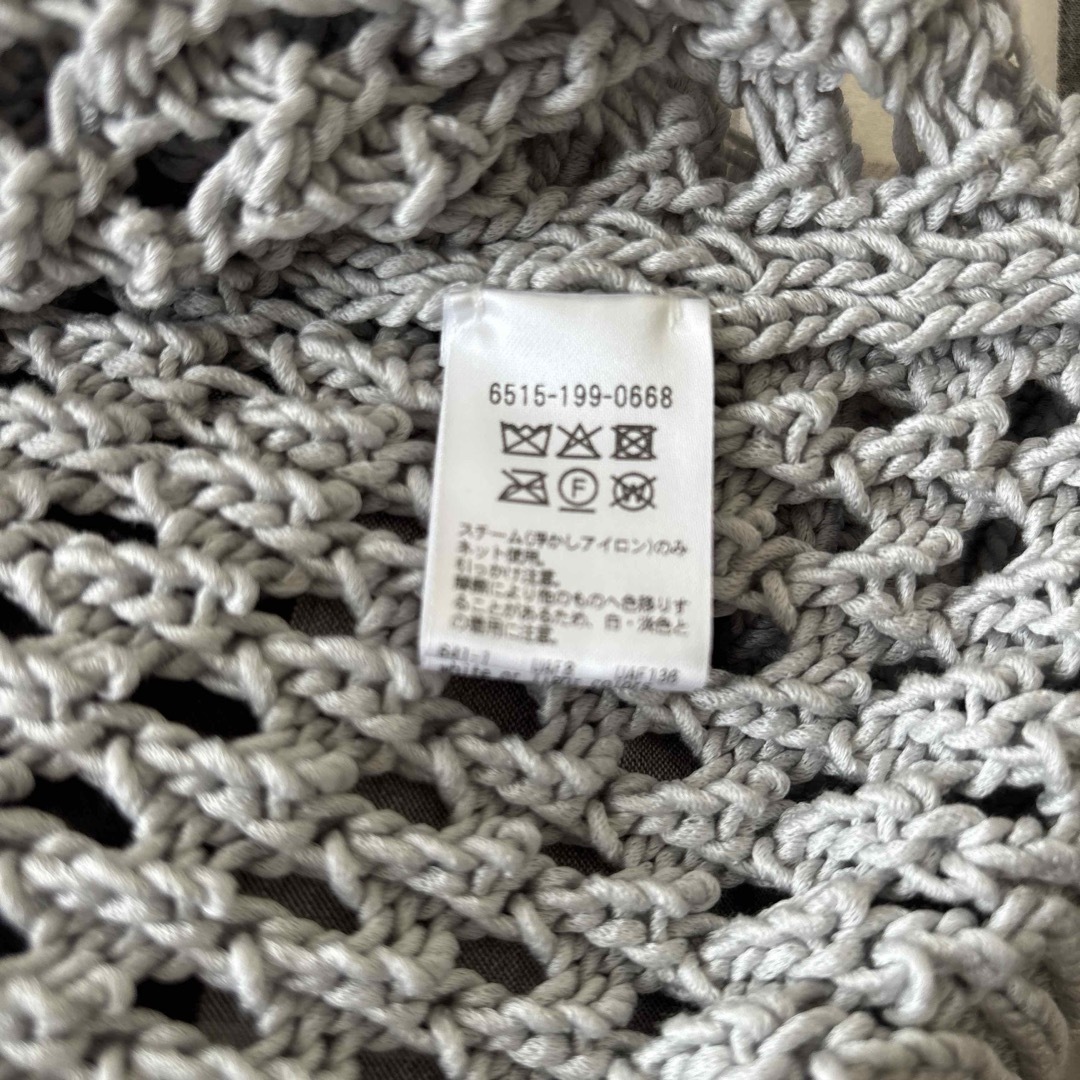 6515-199-0668
F
W
スチーム(浮かしアイロン)のみ
ネット使用。
引っかけ注意。
摩擦により他のものへ色移りす
ることがあるため、白・淡色と
の着用に注意。